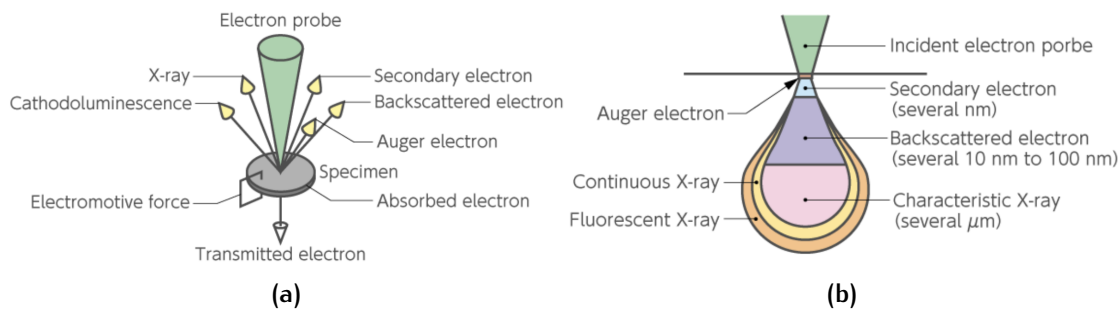 Electron probe
X-ray
Secondary electron
Cathodoluminescence
Backscattered electron
Auger electron
Specimen
Electromotive force
Absorbed electron
Transmitted electron
(a)
Incident electron porbe
Auger electron
Secondary electron
(several nm)
Backscattered electron
(several 10 nm to 100 nm)
Continuous X-ray
Characteristic X-ray
(several μm)
Fluorescent X-ray
(b)